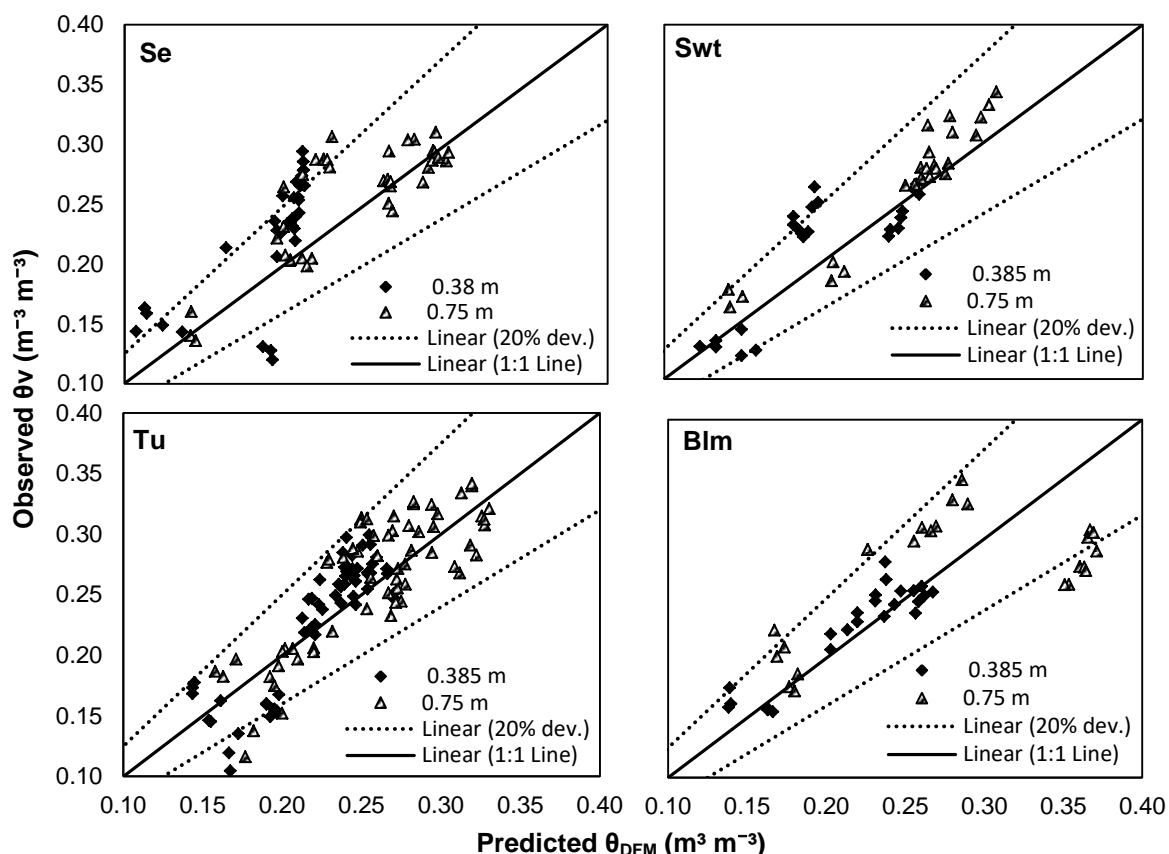 0.40
0.35
0.30
0.25
0.20
0.15
0.10
Se
0.38 m
0.75 m
Linear (20% dev.)
Linear (1:1 Line)
Swt
0.385 m
0.75 m
Linear (20% dev.)
Linear (1:1 Line)
Observed θv (m⁻³ m⁻³)
0.40
0.35
0.30
0.25
0.20
0.15
0.10
Tu
0.385 m
0.75 m
Linear (20% dev.)
Linear (1:1 Line)
Blm
0.385 m
0.75 m
Linear (20% dev.)
Linear (1:1 Line)
0.10 0.15 0.20 0.25 0.30 0.35 0.40
0.10 0.20 0.25 0.30 0.40
Predicted θDFM (m³ m⁻³)